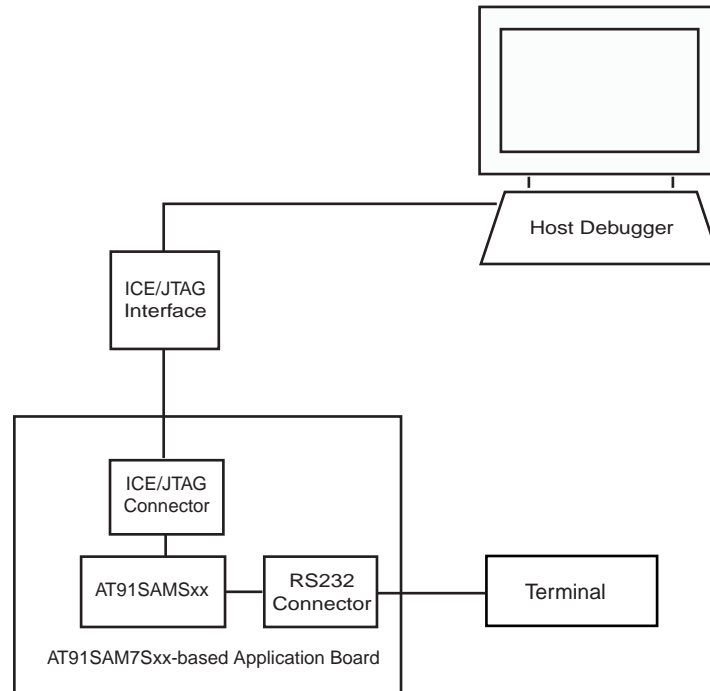 Host Debugger
ICE/JTAG
Interface
ICE/JTAG
Connector
AT91SAMSxx
RS232
Connector
Terminal
AT91SAM7Sxx-based Application Board